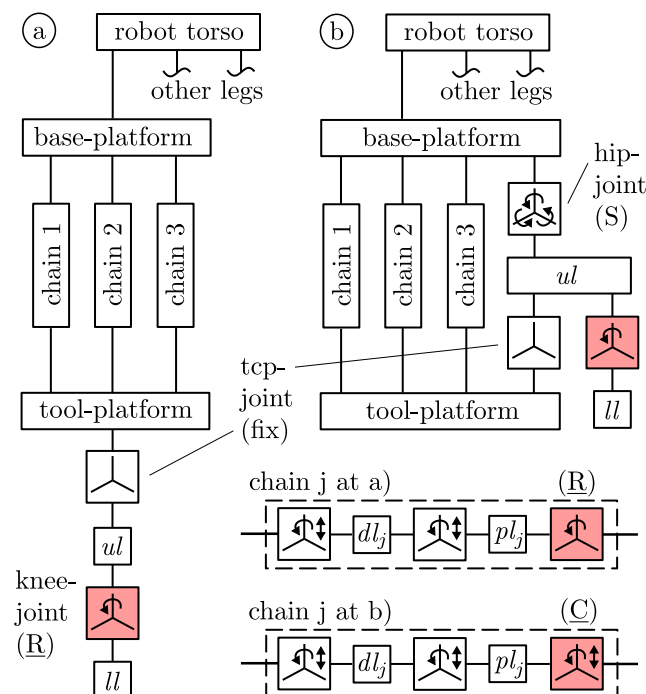 a
robot torso
other legs
base-platform
chain 1
chain 2
chain 3
tool-platform
tcp-
joint
(fix)
ul
knee-
joint
(R)
ll
b
robot torso
other legs
base-platform
hip-
joint
(S)
chain 1
chain 2
chain 3
ul
ll
tool-platform
chain j at a)
(R)
dlj
plj
chain j at b)
(C)
dlj
plj